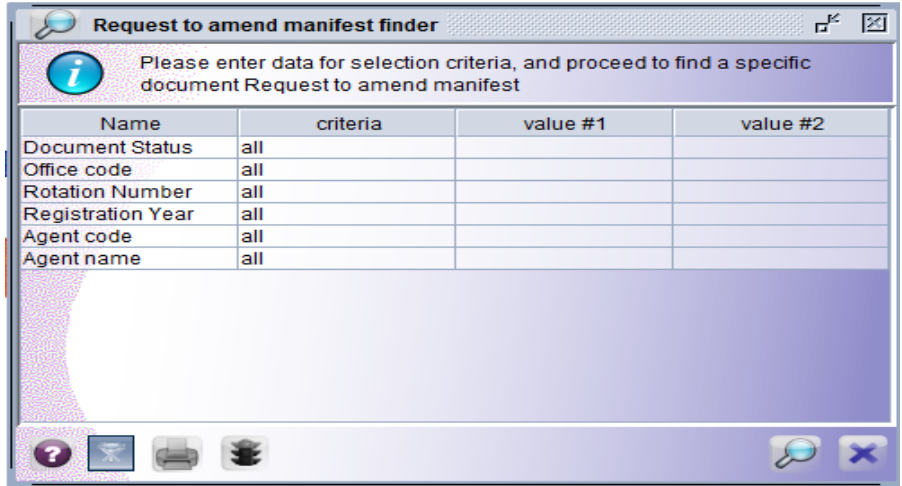 Request to amend manifest finder
Please enter data for selection criteria, and proceed to find a specific
document Request to amend manifest
Name criteria value #1 value #2
Document Status all
Office code all
Rotation Number all
Registration Year all
Agent code all
Agent name all